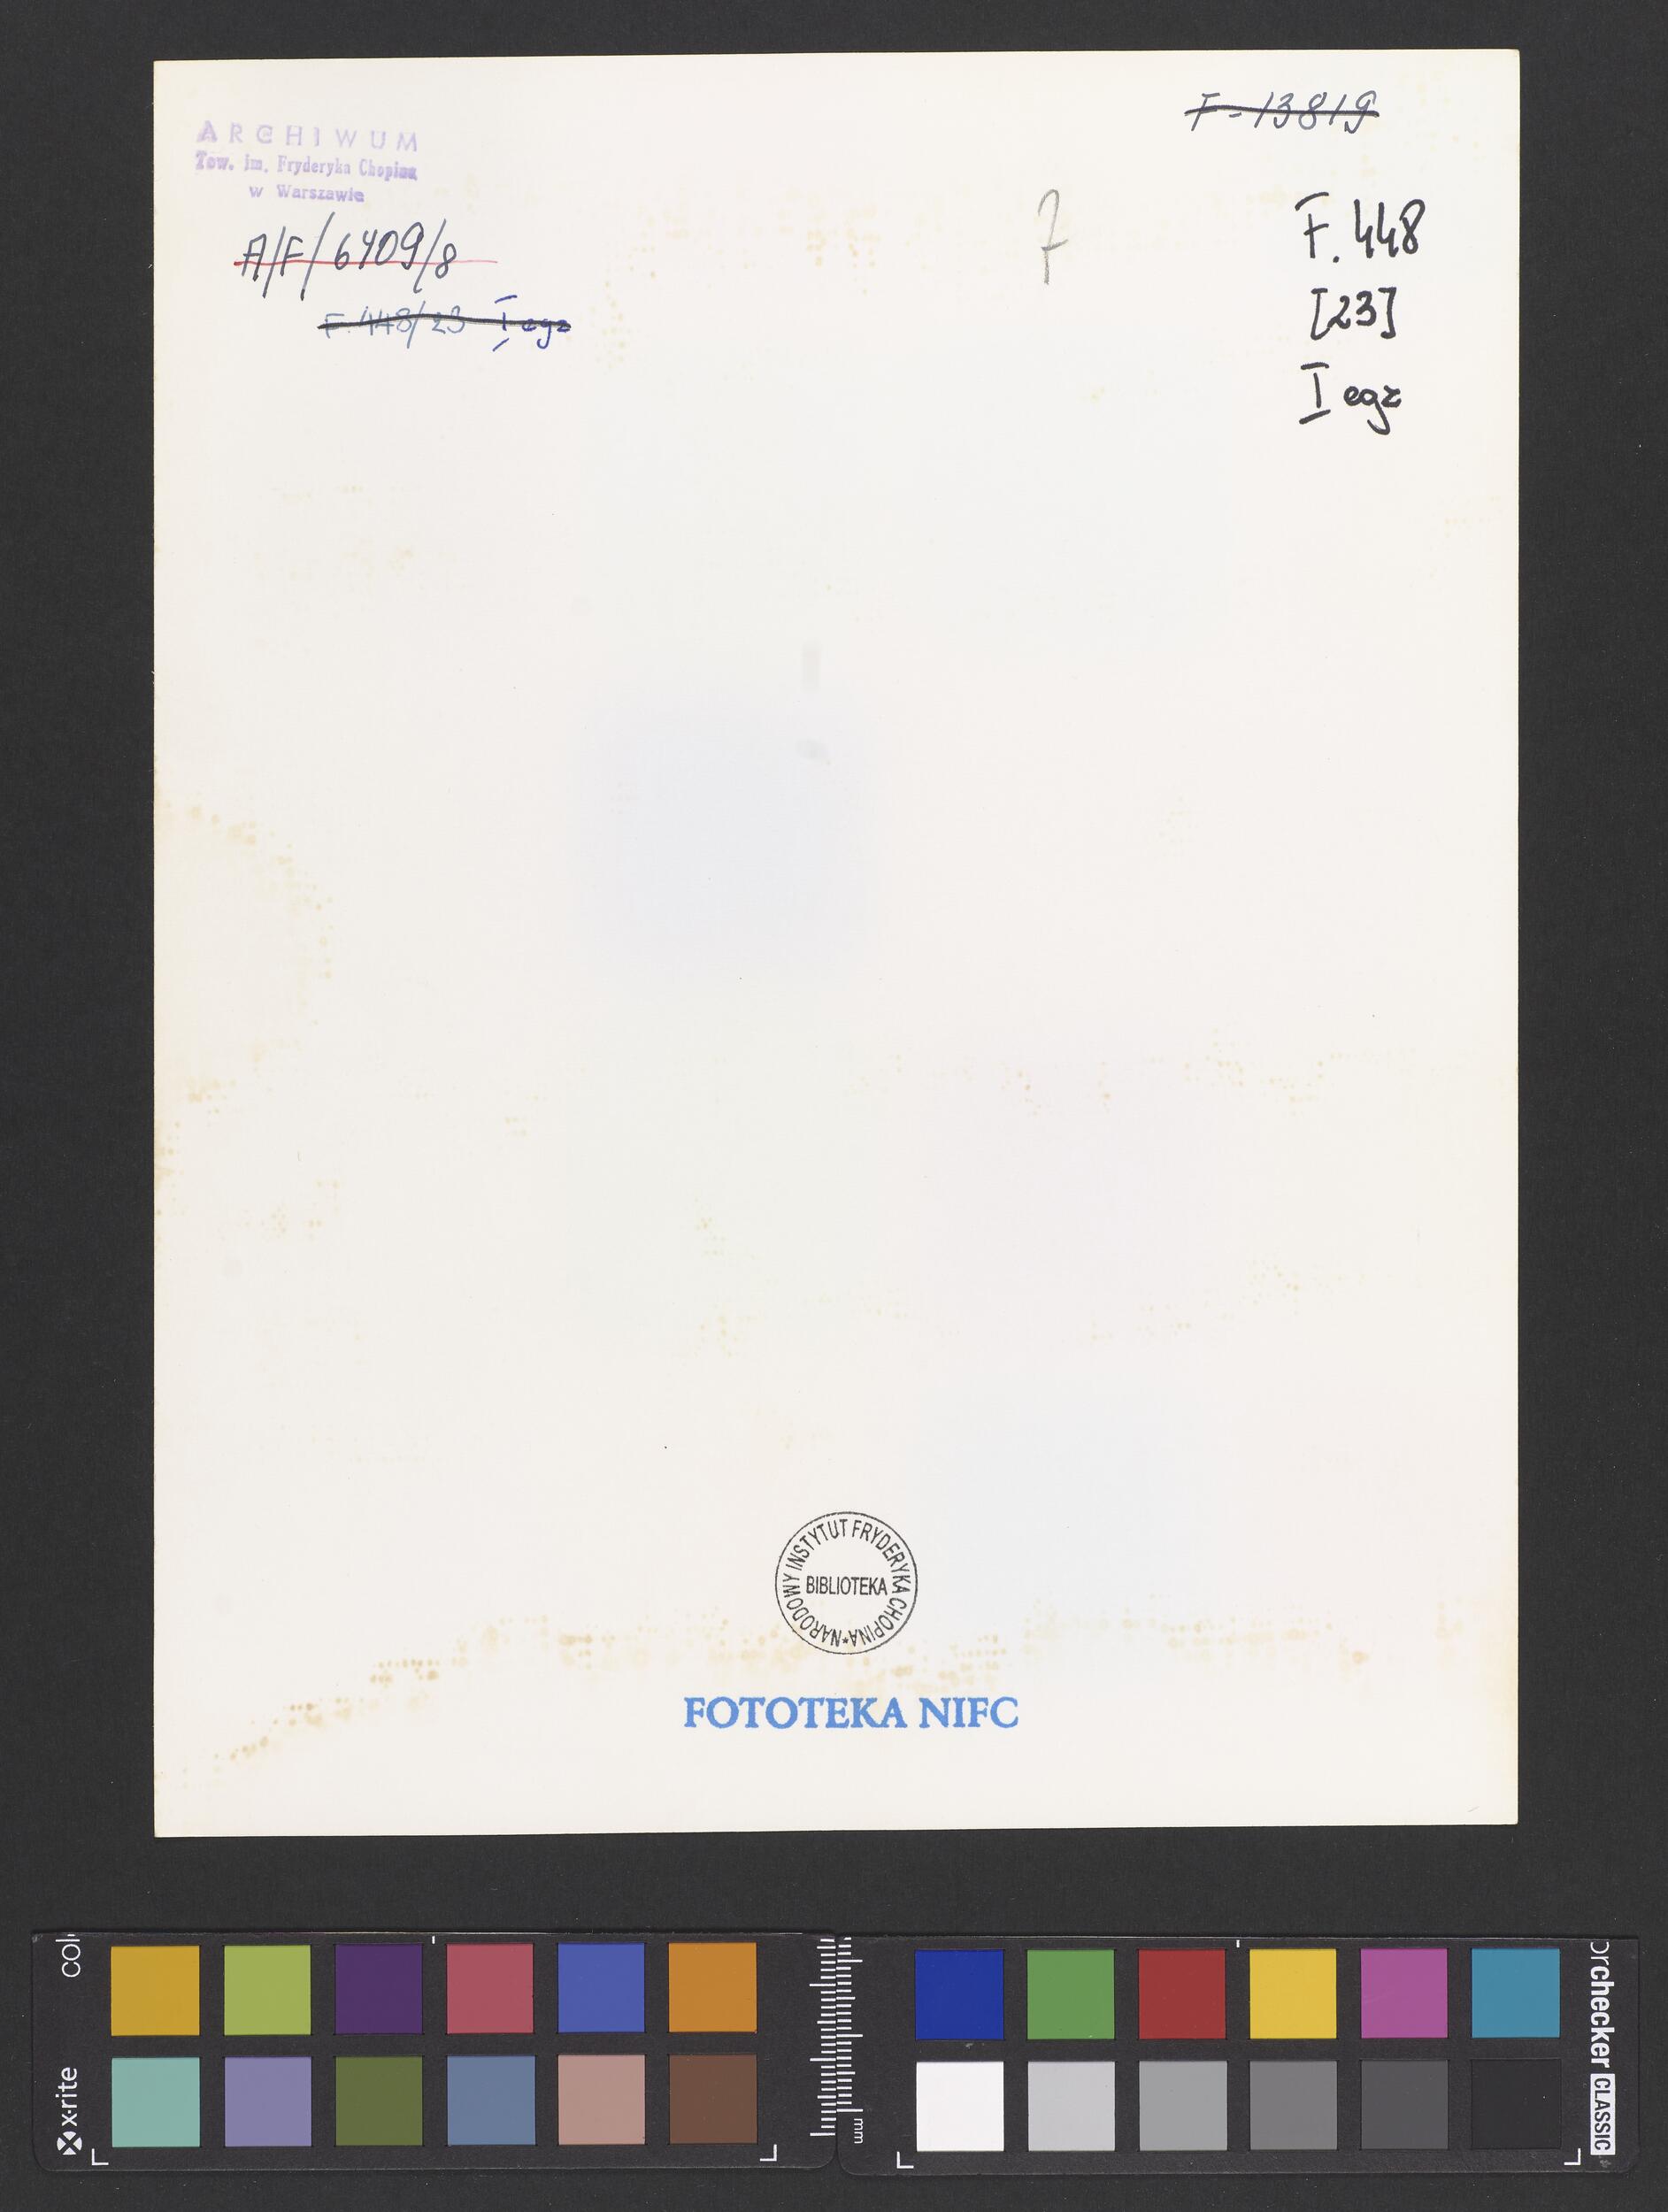 ARCHIWUM
Tow. im. Fryderyka Chopina
w Warszawie
A/F/6409/8
F. 448/23 I egz
F-13819
7
F. 448
[23]
I egz
NARODOWY INSTYTUT FRYDERYKA CHOPINA*
BIBLIOTEKA
FOTOTEKA NIFC
x-rite
mm
checker CLASSIC